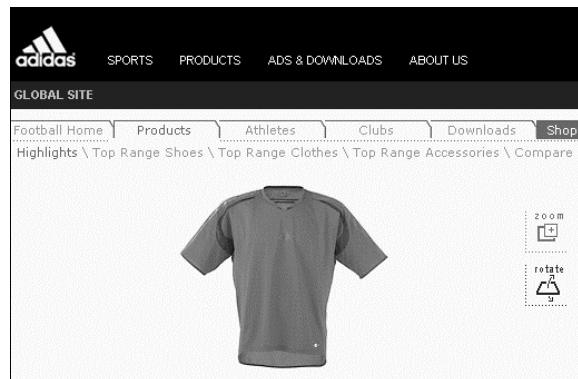 adidas
SPORTS PRODUCTS ADS & DOWNLOADS ABOUT US
GLOBAL SITE
Football Home Products Athletes Clubs Downloads Shop
Highlights \ Top Range Shoes \ Top Range Clothes \ Top Range Accessories \ Compare
zoom
rotate